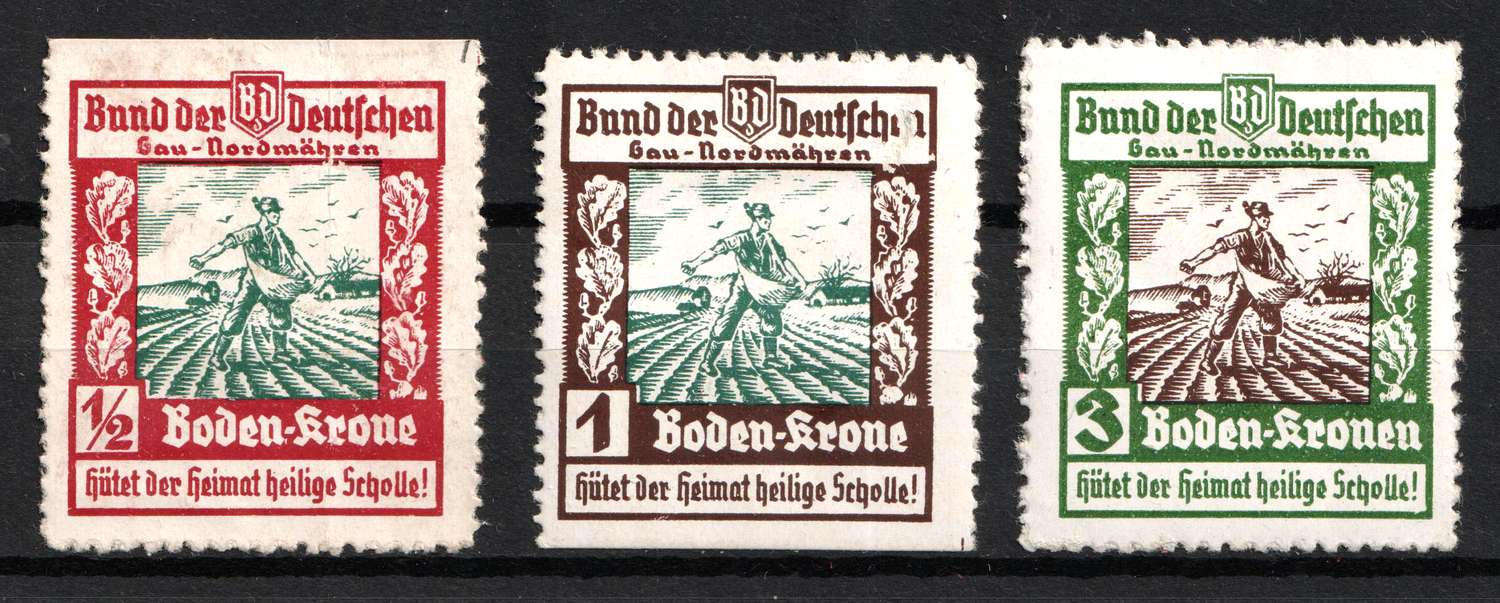 Bund der BD Deutschen
Gau-Nordmähren
1/2 Boden-Krone
Hütet der Heimat heilige Scholle!
Bund der BD Deutsch n
Gau-Nordmähren
1 Boden-Krone
Hütet der Heimat heilige Scholle!
Bund der BD Deutschen
Gau-Nordmähren
3 Boden-Kronen
Hütet der Heimat heilige Scholle!